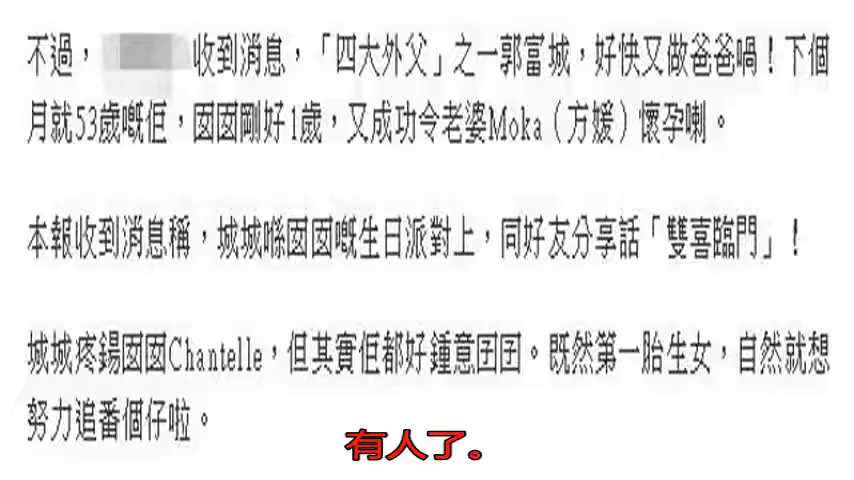 不過，收到消息，「四大外父」之一郭富城，好快又做爸爸喎！下個
月就53歲嘅佢，囡囡剛好1歲，又成功令老婆Moka（方媛）懷孕喇。
本報收到消息稱，城城喺囡囡嘅生日派對上，同好友分享話「雙喜臨門」！
城城疼錫囡囡Chantelle，但其實佢都好鍾意囝囝。既然第一胎生女，自然就想
努力追番個仔啦。
有人了。